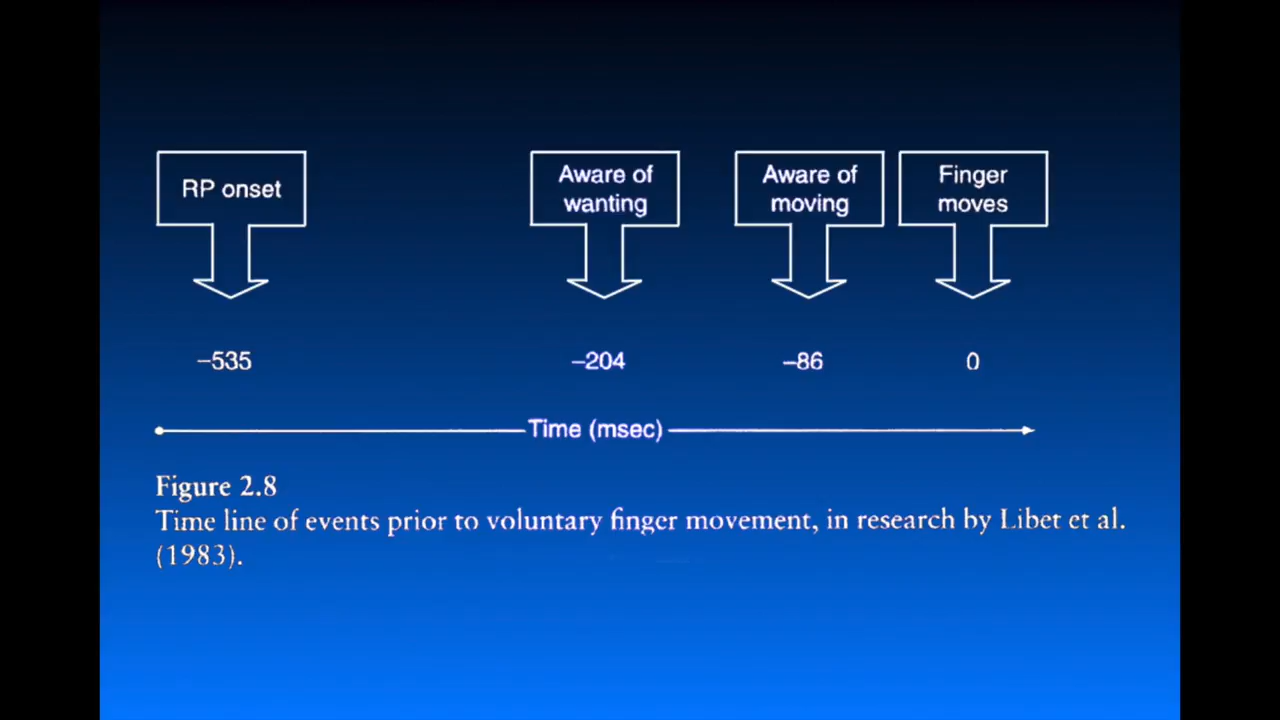 RP onset
Aware of
wanting
Aware of
moving
Finger
moves
–535
–204
–86
0
Time (msec)
Figure 2.8
Time line of events prior to voluntary finger movement, in research by Libet et al.
(1983).